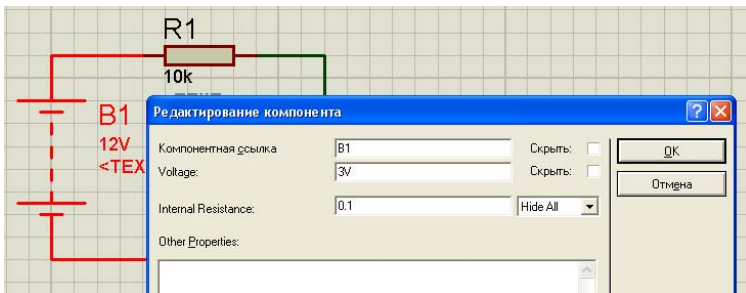 R1
10k
B1
12V
<TEX
Редактирование компонента
Компонентная ссылка
B1
Скрыть:
OK
Voltage:
3V
Скрыть:
Отмена
Internal Resistance:
0.1
Hide All
Other Properties: